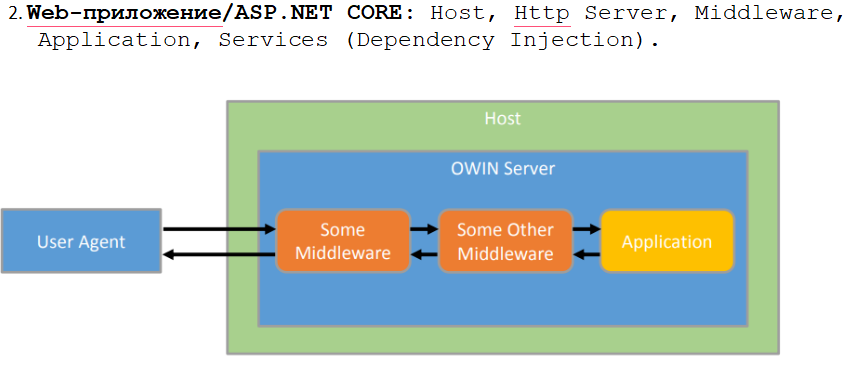 2. Web-приложение/ASP.NET CORE: Host, Http Server, Middleware,
Application, Services (Dependency Injection).
Host
OWIN Server
User Agent
Some
Middleware
Some Other
Middleware
Application